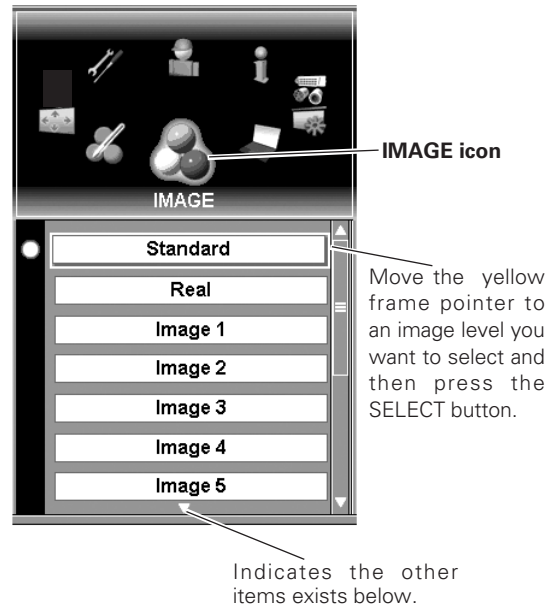 IMAGE icon
IMAGE
Standard
Real
Image 1
Image 2
Image 3
Image 4
Image 5
Move the yellow
frame pointer to
an image level you
want to select and
then press the
SELECT button.
Indicates the other
items exists below.